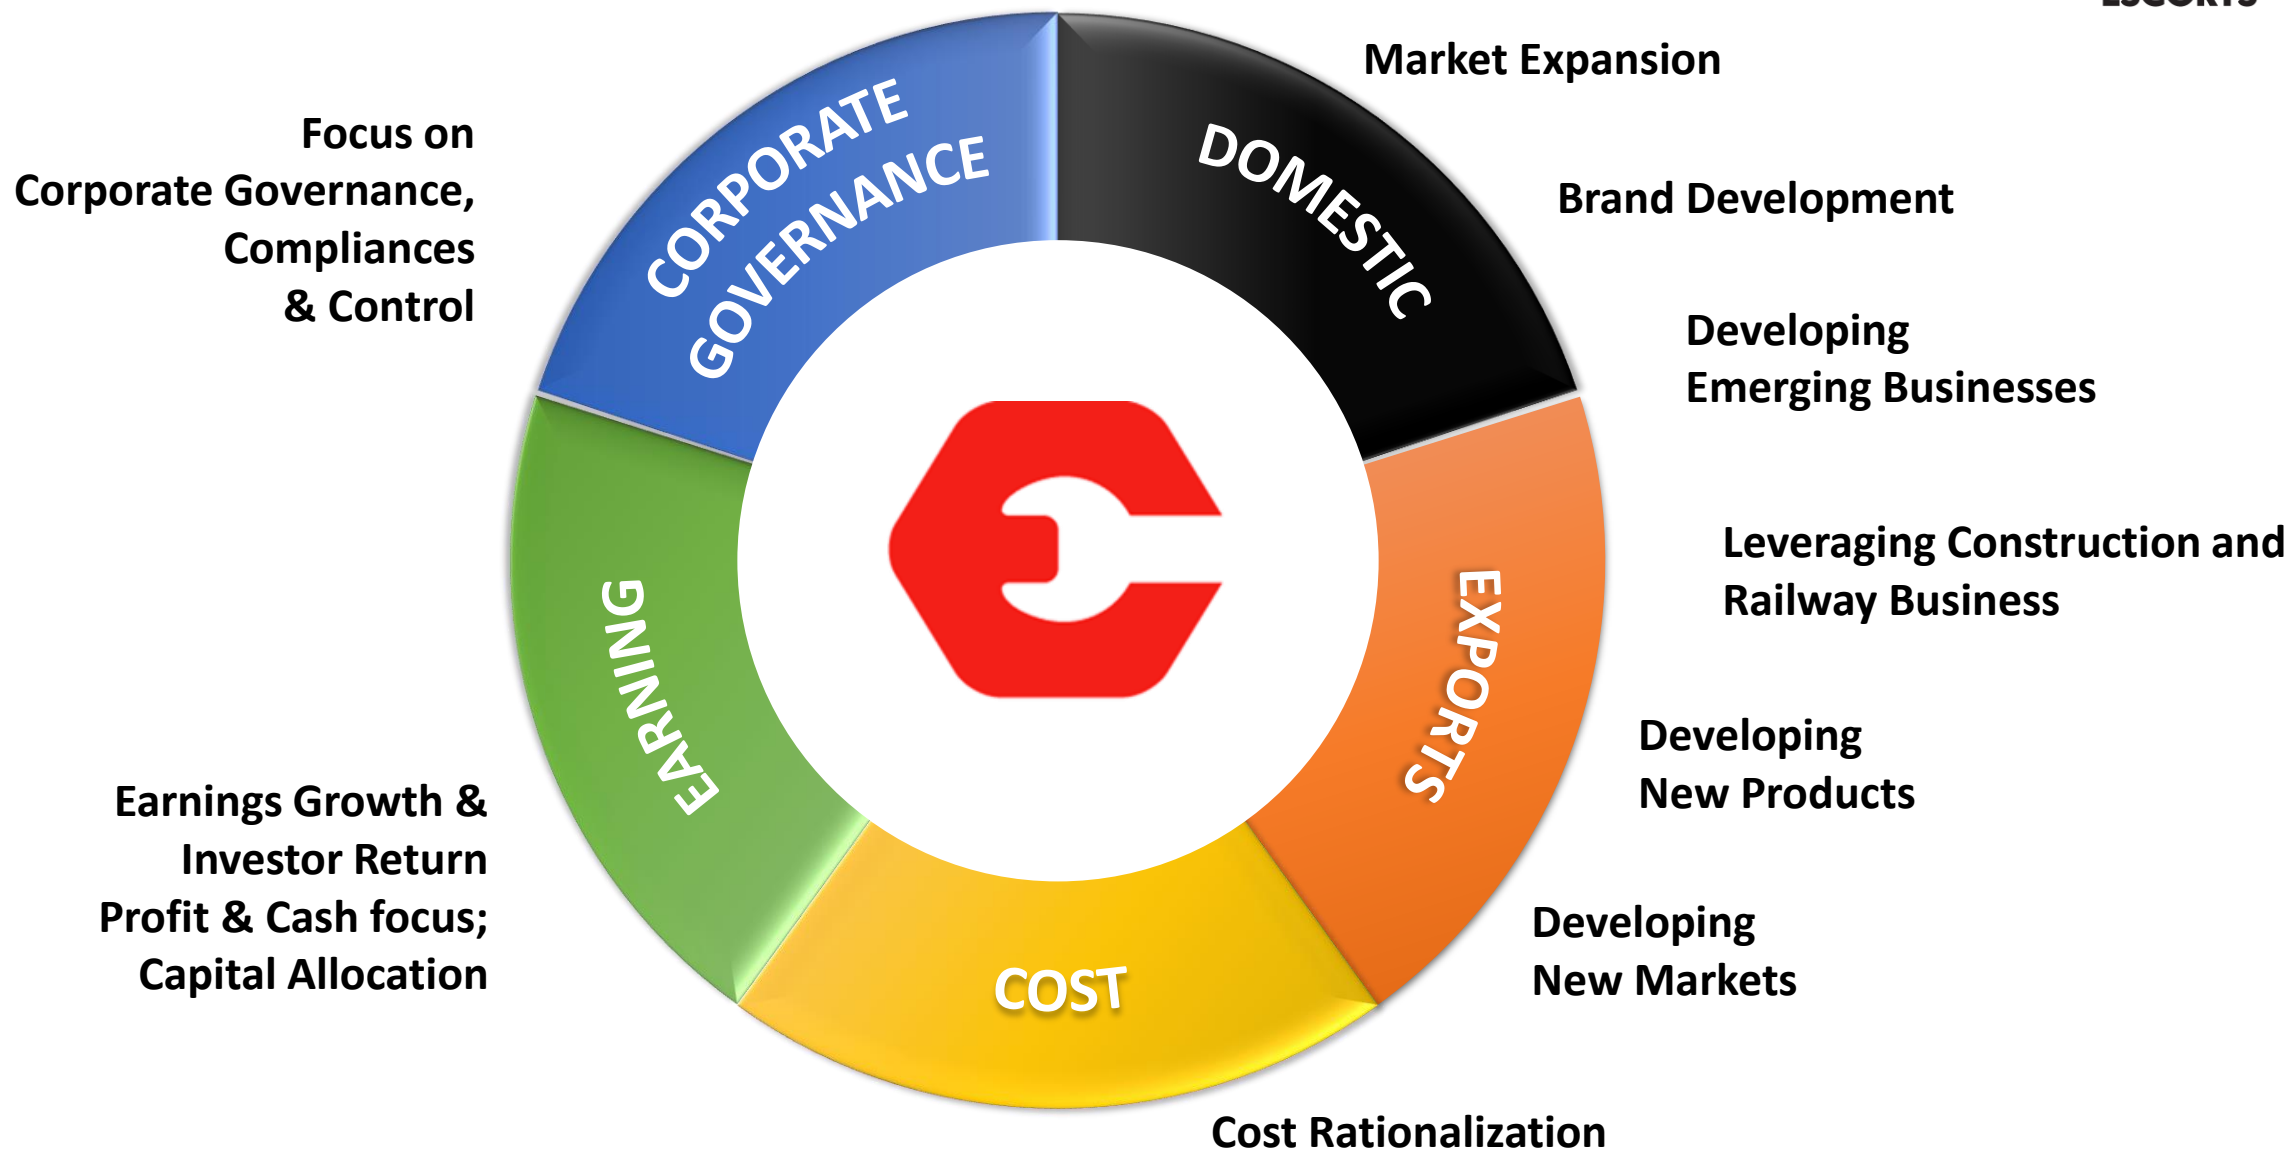 ESCORTS
Market Expansion
Brand Development
Developing
Emerging Businesses
Leveraging Construction and
Railway Business
Developing
New Products
Developing
New Markets
Cost Rationalization
Earnings Growth &
Investor Return
Profit & Cash focus;
Capital Allocation
Focus on
Corporate Governance,
Compliances
& Control
CORPORATE
GOVERNANCE
DOMESTIC
EXPORTS
COST
EARNING